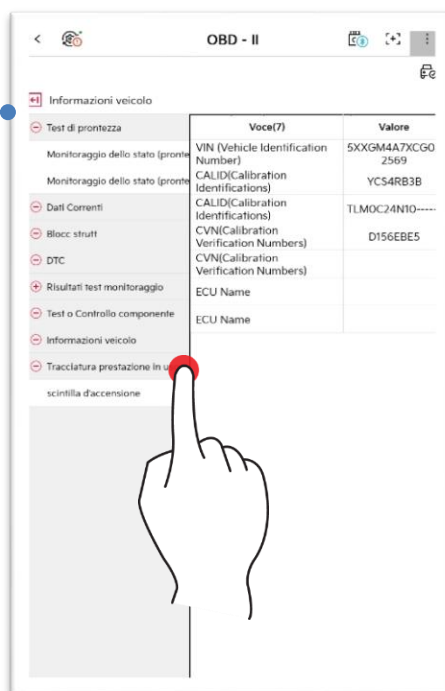 OBD - II
Informazioni veicolo
Test di prontezza
Monitoraggio dello stato (pronte
Monitoraggio dello stato (pronte
Dati Correnti
Blocc strutt
DTC
Risultati test monitoraggio
Test o Controllo componente
Informazioni veicolo
Tracciatura prestazione in u
scintilla d'accensione
Voce(7) Valore
VIN (Vehicle Identification
Number)
5XXGM4A7XCG0
2569
CALID(Calibration
Identifications)
YCS4RB3B
CALID(Calibration
Identifications)
TLM0C24N10-----
CVN(Calibration
Verification Numbers)
D156EBE5
CVN(Calibration
Verification Numbers)
ECU Name
ECU Name